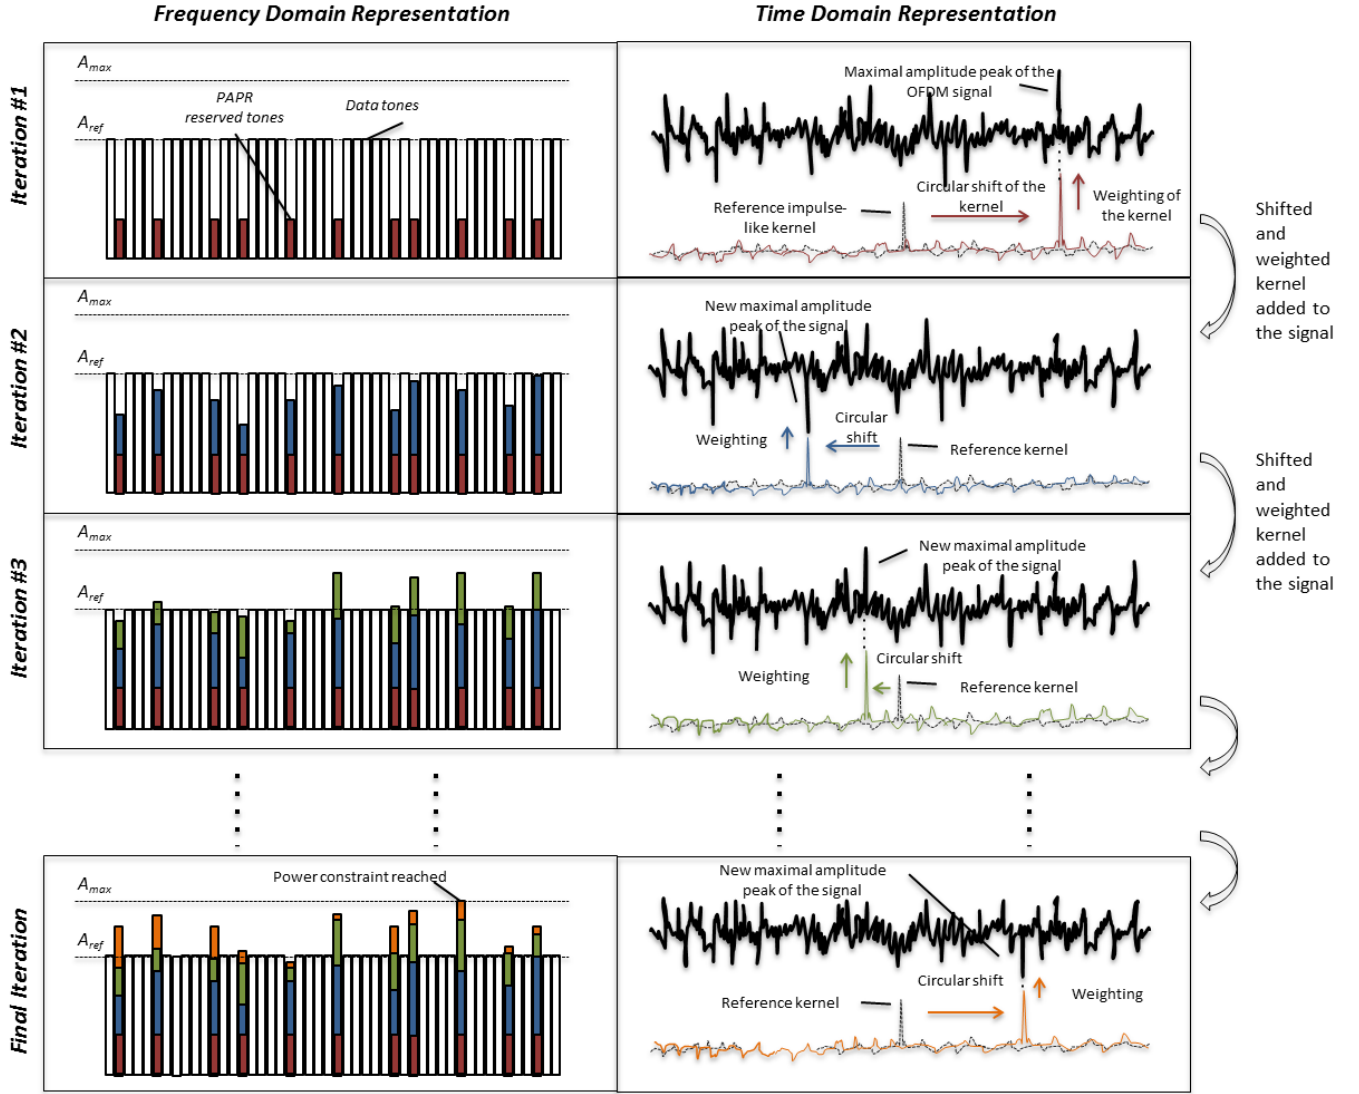 Frequency Domain Representation
Time Domain Representation
Iteration #1
Amax
Aref
PAPR
reserved tones
Data tones
Maximal amplitude peak of the
OFDM signal
Reference impulse-
like kernel
Circular shift of the
kernel
Weighting of
the kernel
Shifted
and
weighted
kernel
added to
the signal
Iteration #2
Amax
Aref
New maximal amplitude
peak of the signal
Weighting
Circular
shift
Reference kernel
Shifted
and
weighted
kernel
added to
the signal
Iteration #3
Amax
Aref
New maximal amplitude
peak of the signal
Weighting
Circular shift
Reference kernel
Final Iteration
Amax
Aref
Power constraint reached
New maximal amplitude
peak of the signal
Reference kernel
Circular shift
Weighting